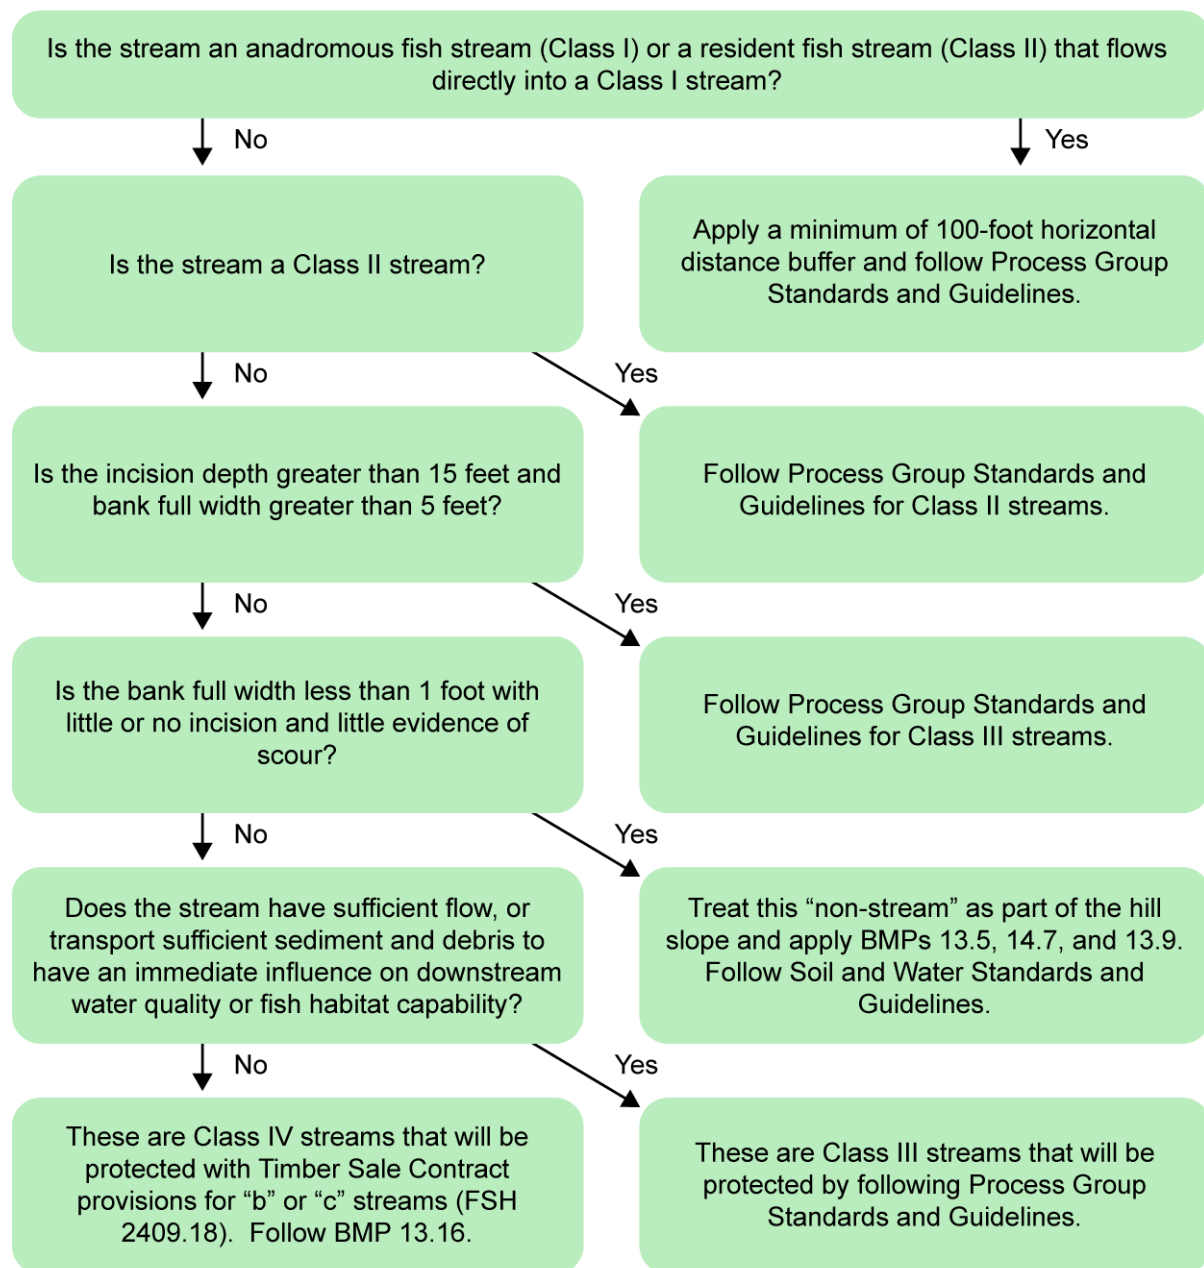 Is the stream an anadromous fish stream (Class I) or a resident fish stream (Class II) that flows
directly into a Class I stream?
No
Yes
Is the stream a Class II stream?
Apply a minimum of 100-foot horizontal
distance buffer and follow Process Group
Standards and Guidelines.
No
Yes
Is the incision depth greater than 15 feet and
bank full width greater than 5 feet?
Follow Process Group Standards and
Guidelines for Class II streams.
No
Yes
Is the bank full width less than 1 foot with
little or no incision and little evidence of
scour?
Follow Process Group Standards and
Guidelines for Class III streams.
No
Yes
Does the stream have sufficient flow, or
transport sufficient sediment and debris to
have an immediate influence on downstream
water quality or fish habitat capability?
Treat this “non-stream” as part of the hill
slope and apply BMPs 13.5, 14.7, and 13.9.
Follow Soil and Water Standards and
Guidelines.
No
Yes
These are Class IV streams that will be
protected with Timber Sale Contract
provisions for “b” or “c” streams (FSH
2409.18).  Follow BMP 13.16.
These are Class III streams that will be
protected by following Process Group
Standards and Guidelines.